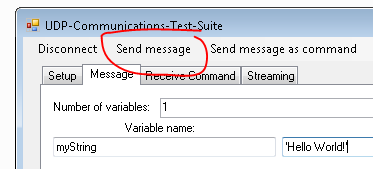 UDP-Communications-Test-Suite
Disconnect Send message Send message as command
Setup Message Receive Command Streaming
Number of variables: 1
Variable name:
myString 'Hello World!'